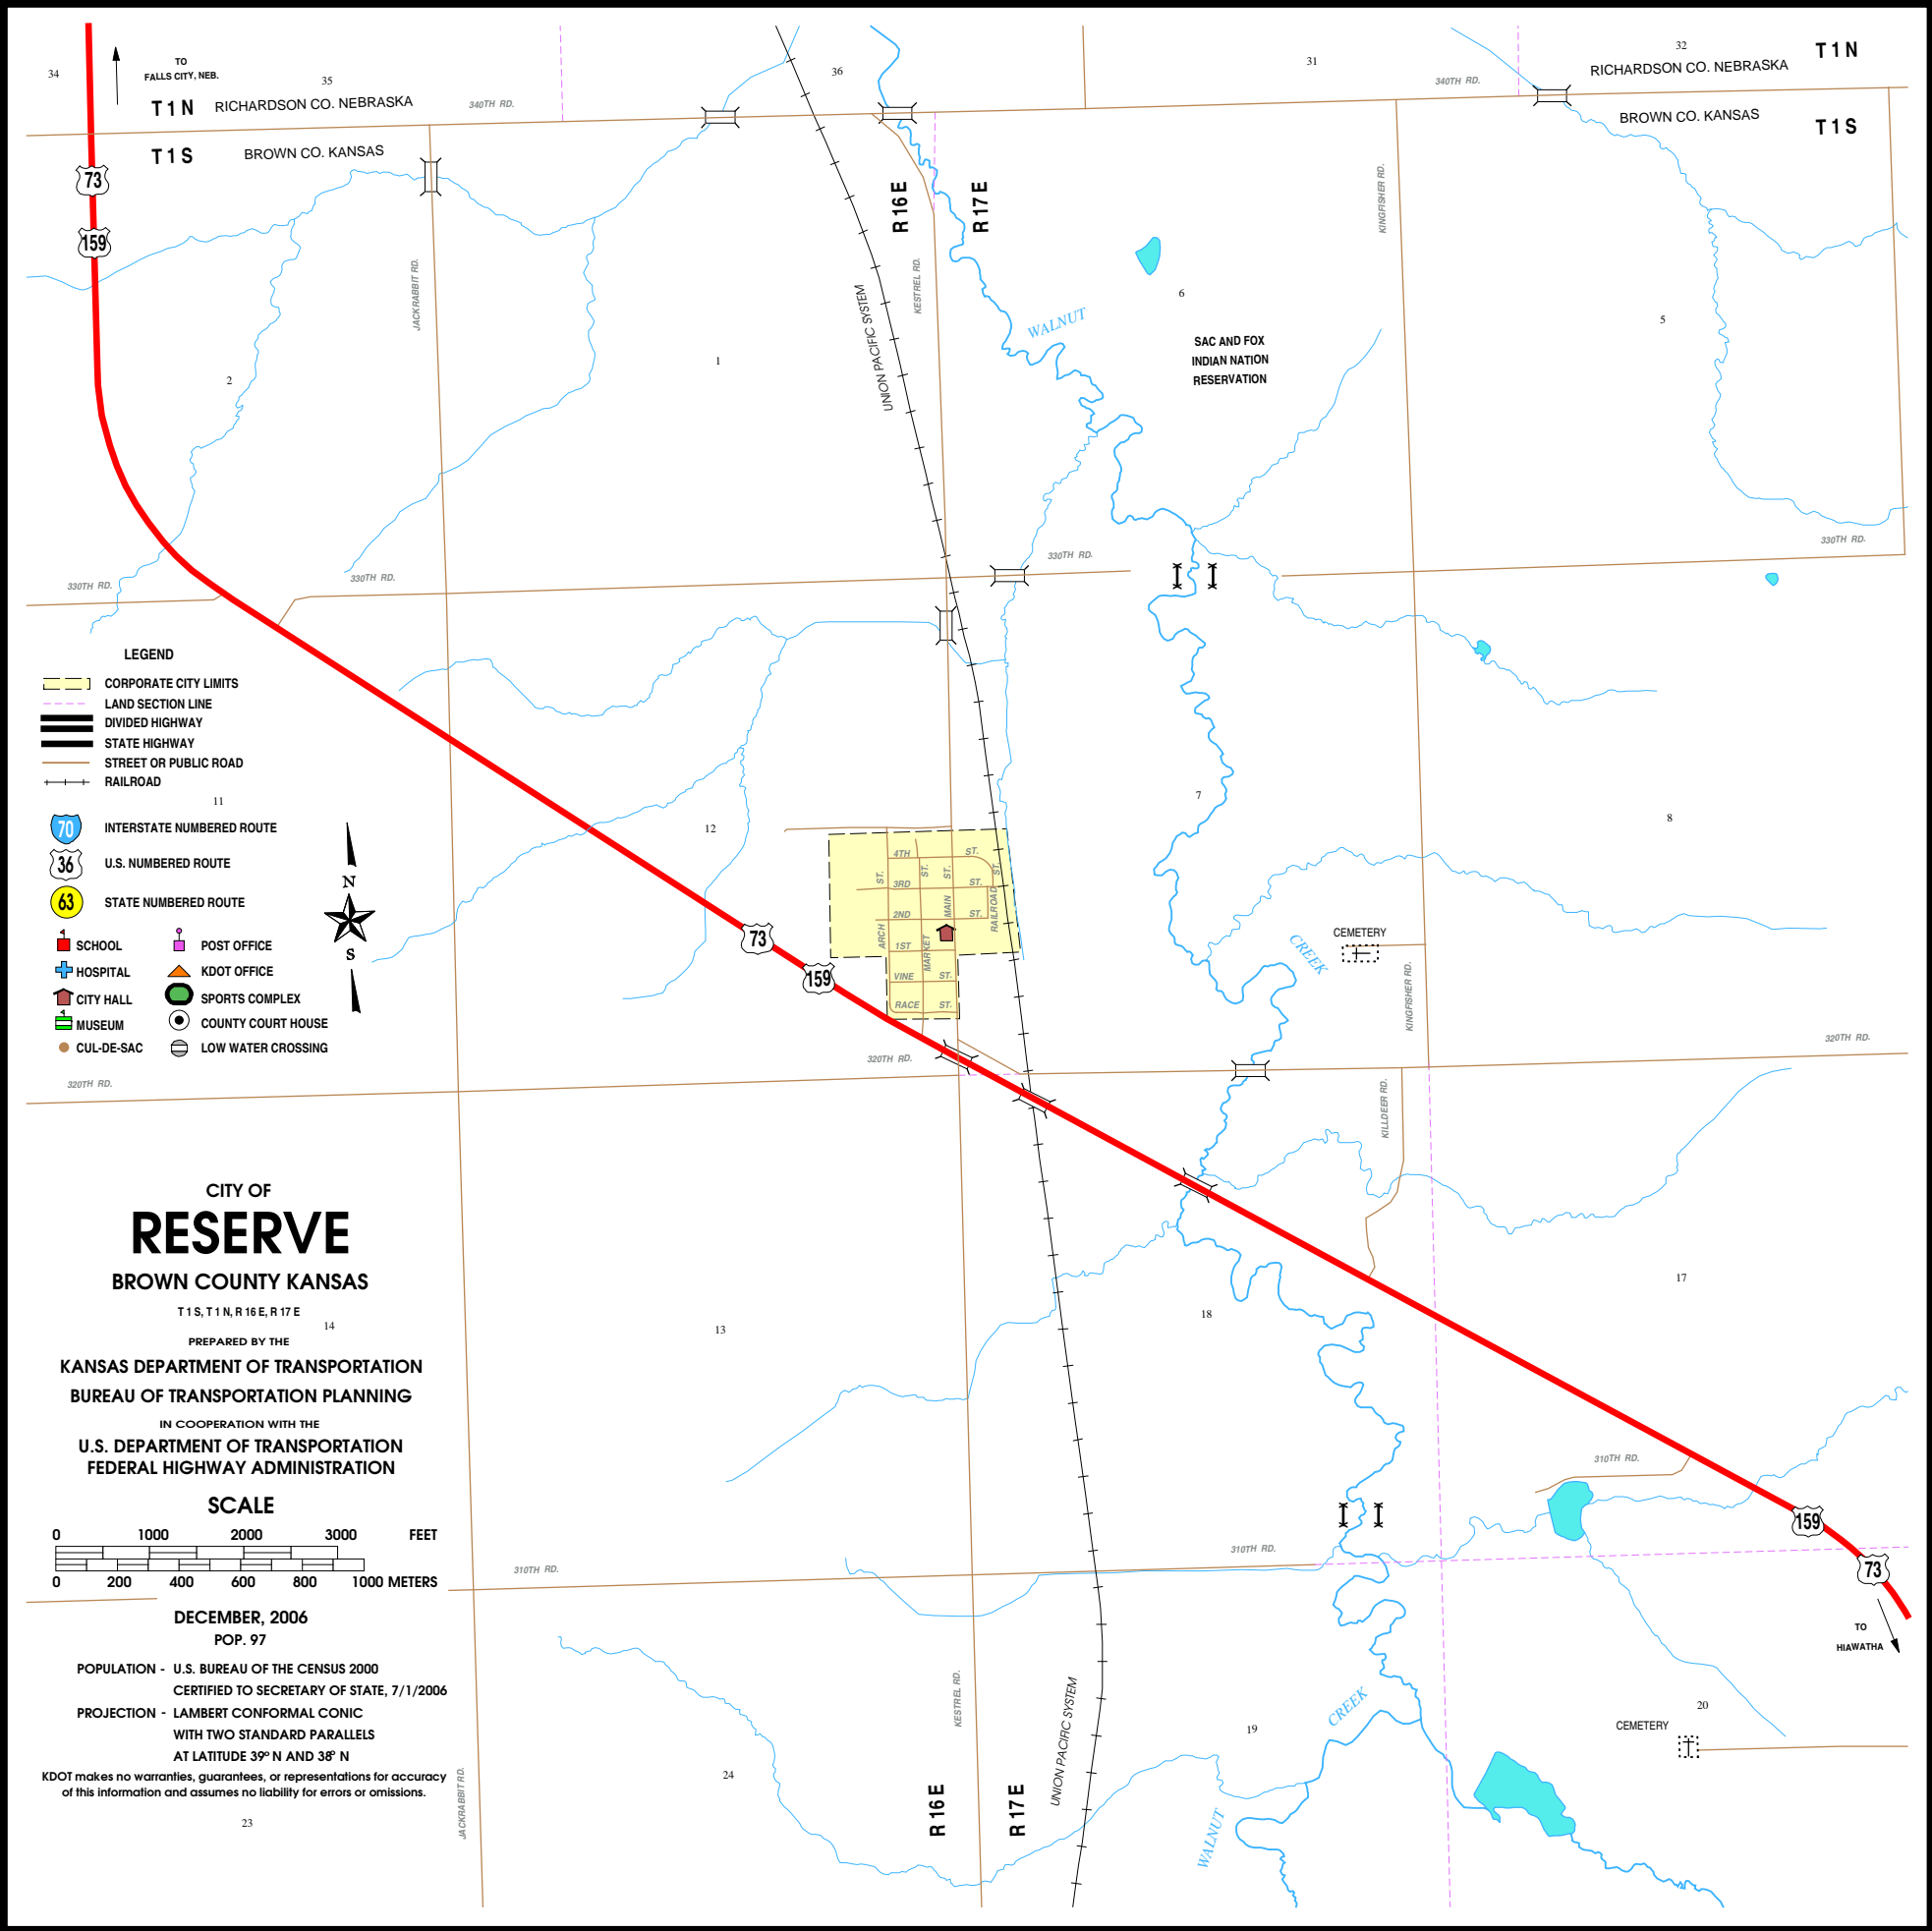 34
TO
FALLS CITY, NEB.
35
36
31
32
T 1 N
RICHARDSON CO. NEBRASKA
340TH RD.
T 1 N
RICHARDSON CO. NEBRASKA
340TH RD.
T 1 S
BROWN CO. KANSAS
BROWN CO. KANSAS
T 1 S
73
159
R 16 E
R 17 E
KINGFISHER RD.
JACKRABBIT RD.
KESTREL RD.
UNION PACIFIC SYSTEM
WALNUT
6
5
SAC AND FOX
INDIAN NATION
RESERVATION
2
1
330TH RD.
330TH RD.
330TH RD.
330TH RD.
LEGEND
CORPORATE CITY LIMITS
LAND SECTION LINE
DIVIDED HIGHWAY
STATE HIGHWAY
STREET OR PUBLIC ROAD
RAILROAD
11
70
INTERSTATE NUMBERED ROUTE
36
U.S. NUMBERED ROUTE
63
STATE NUMBERED ROUTE
SCHOOL
POST OFFICE
HOSPITAL
KDOT OFFICE
CITY HALL
SPORTS COMPLEX
MUSEUM
COUNTY COURT HOUSE
CUL-DE-SAC
LOW WATER CROSSING
N
S
12
7
8
4TH ST.
3RD ST.
2ND ST.
1ST
VINE ST.
RACE ST.
ARCH ST.
MARKET ST.
MAIN ST.
RAILROAD ST.
73
159
CREEK
CEMETERY
KINGFISHER RD.
320TH RD.
320TH RD.
320TH RD.
KILLDEER RD.
CITY OF
RESERVE
BROWN COUNTY KANSAS
T 1 S, T 1 N, R 16 E, R 17 E
14
PREPARED BY THE
KANSAS DEPARTMENT OF TRANSPORTATION
BUREAU OF TRANSPORTATION PLANNING
IN COOPERATION WITH THE
U.S. DEPARTMENT OF TRANSPORTATION
FEDERAL HIGHWAY ADMINISTRATION
13
18
17
SCALE
0 1000 2000 3000 FEET
0 200 400 600 800 1000 METERS
310TH RD.
310TH RD.
310TH RD.
159
73
TO
HIAWATHA
DECEMBER, 2006
POP. 97
POPULATION - U.S. BUREAU OF THE CENSUS 2000
CERTIFIED TO SECRETARY OF STATE, 7/1/2006
PROJECTION - LAMBERT CONFORMAL CONIC
WITH TWO STANDARD PARALLELS
AT LATITUDE 39° N AND 38° N
KDOT makes no warranties, guarantees, or representations for accuracy
of this information and assumes no liability for errors or omissions.
23
JACKRABBIT RD.
24
KESTREL RD.
R 16 E
R 17 E
UNION PACIFIC SYSTEM
WALNUT
CREEK
19
20
CEMETERY